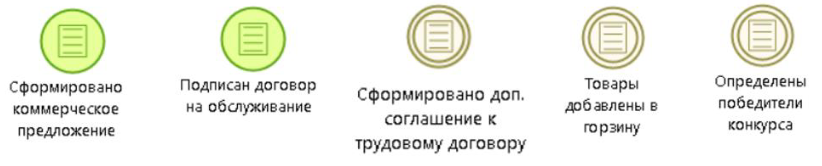 Сформировано
коммерческое
предложение
Подписан договор
на обслуживание
Сформировано доп.
соглашение к
трудовому договору
Товары
добавлены в
горзину
Определены
победители
конкурса